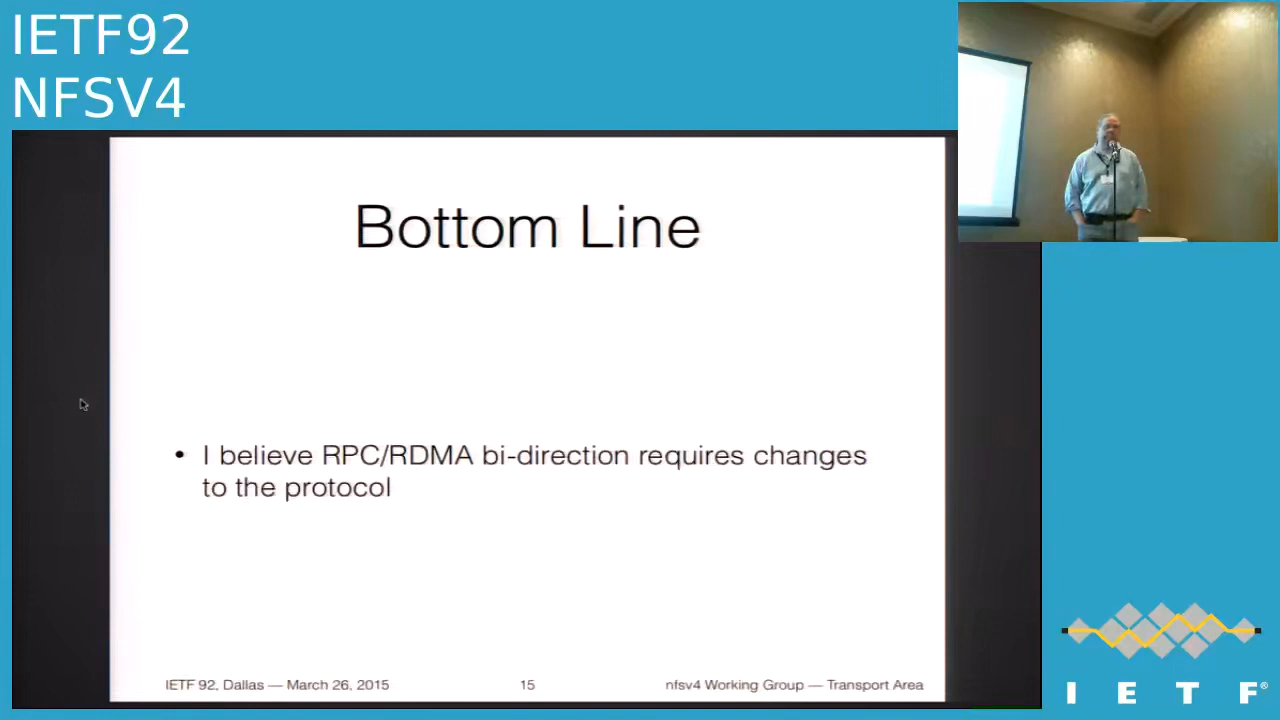 IETF92
NFSV4
Bottom Line
• I believe RPC/RDMA bi-direction requires changes
to the protocol
IETF 92, Dallas — March 26, 2015
15
nfsv4 Working Group — Transport Area
I E T F®